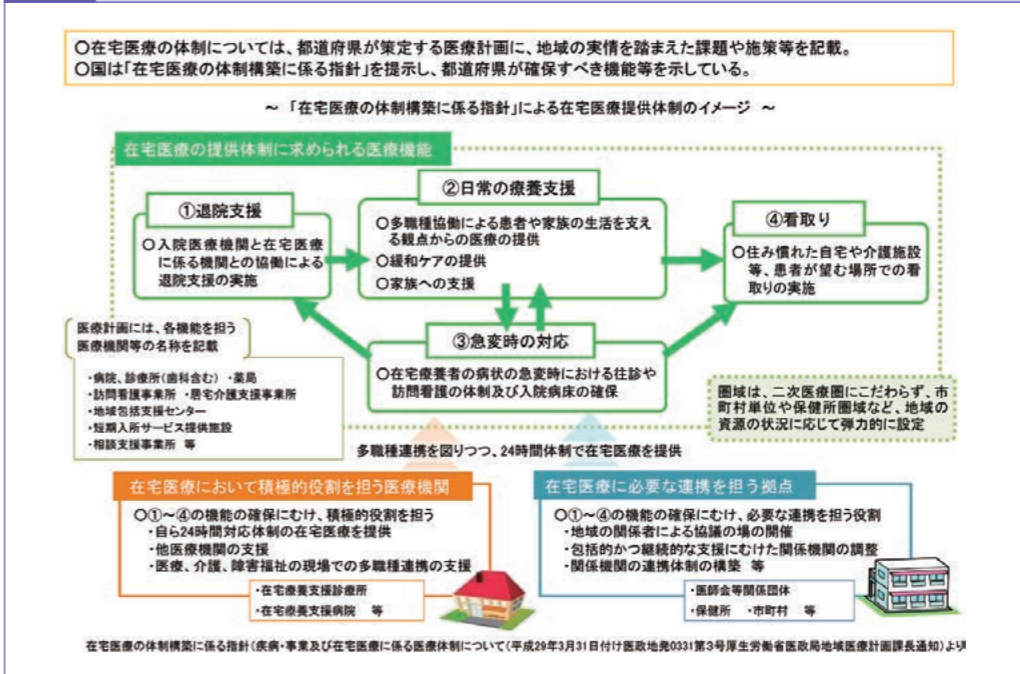 ○在宅医療の体制については、都道府県が策定する医療計画に、地域の実情を踏まえた課題や施策等を記載。
○国は「在宅医療の体制構築に係る指針」を提示し、都道府県が確保すべき機能等を示している。
～ 「在宅医療の体制構築に係る指針」による在宅医療提供体制のイメージ ～
在宅医療の提供体制に求められる医療機能
①退院支援
○入院医療機関と在宅医療
に係る機関との協働による
退院支援の実施
②日常の療養支援
○多職種協働による患者や家族の生活を支え
る観点からの医療の提供
○緩和ケアの提供
○家族への支援
④看取り
○住み慣れた自宅や介護施設
等、患者が望む場所での看
取りの実施
③急変時の対応
○在宅療養者の病状の急変時における往診や
訪問看護の体制及び入院病床の確保
医療計画には、各機能を担う
医療機関等の名称を記載
・病院、診療所(歯科含む) ・薬局
・訪問看護事業所 ・居宅介護支援事業所
・地域包括支援センター
・短期入所サービス提供施設
・相談支援事業所 等
圏域は、二次医療圏にこだわらず、市
町村単位や保健所圏域など、地域の
資源の状況に応じて弾力的に設定
多職種連携を図りつつ、24時間体制で在宅医療を提供
在宅医療において積極的役割を担う医療機関
○①～④の機能の確保にむけ、積極的役割を担う
・自ら24時間対応体制の在宅医療を提供
・他医療機関の支援
・医療、介護、障害福祉の現場での多職種連携の支援
・在宅療養支援診療所
・在宅療養支援病院 等
在宅医療に必要な連携を担う拠点
○①～④の機能の確保にむけ、必要な連携を担う役割
・地域の関係者による協議の場の開催
・包括的かつ継続的な支援にむけた関係機関の調整
・関係機関の連携体制の構築 等
・医師会等関係団体
・保健所 ・市町村 等
在宅医療の体制構築に係る指針(疾病・事業及び在宅医療に係る医療体制について(平成29年3月31日付け医政地発0331第3号厚生労働省医政局地域医療計画課長通知)より